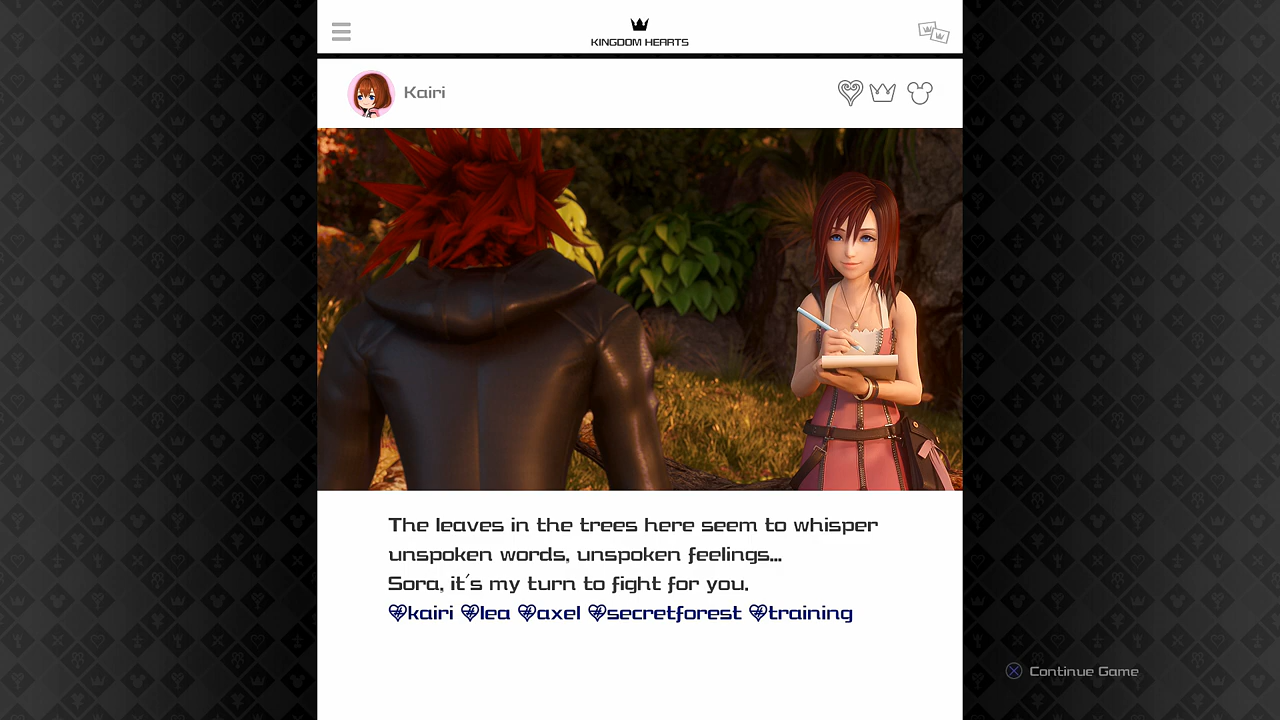 KINGDOM HEARTS
Kairi
The leaves in the trees here seem to whisper
unspoken words, unspoken feelings...
Sora, it's my turn to fight for you.
#kairi #lea #axel #secretforest #training
Continue Game